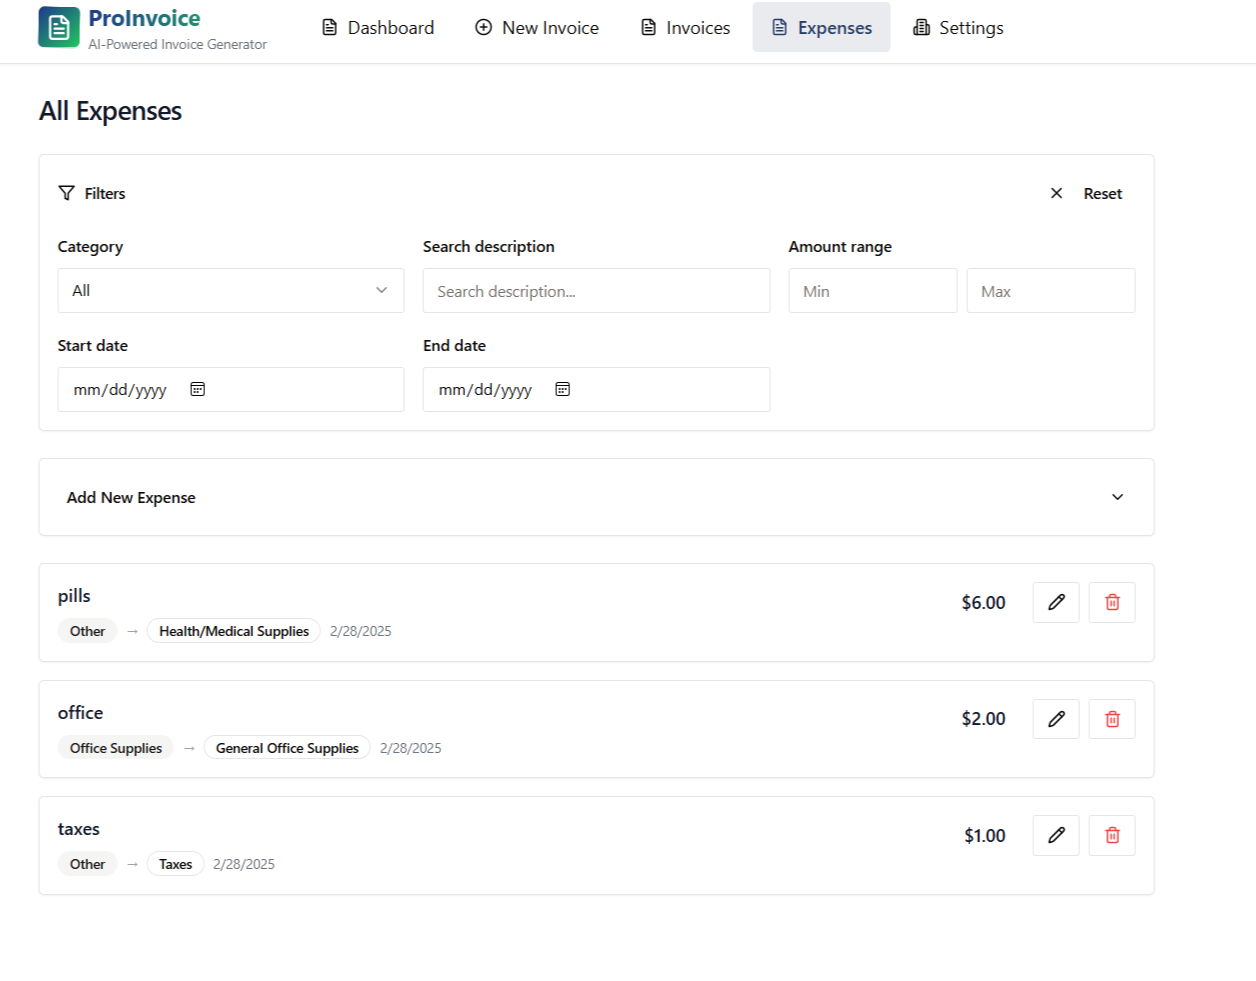 ProInvoice
AI-Powered Invoice Generator
Dashboard
New Invoice
Invoices
Expenses
Settings
All Expenses
Filters
Reset
Category
Search description
Amount range
All
Search description...
Min
Max
Start date
End date
mm/dd/yyyy
mm/dd/yyyy
Add New Expense
pills
$6.00
Other → Health/Medical Supplies 2/28/2025
office
$2.00
Office Supplies → General Office Supplies 2/28/2025
taxes
$1.00
Other → Taxes 2/28/2025